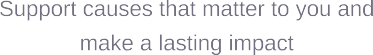 Support causes that matter to you and
make a lasting impact